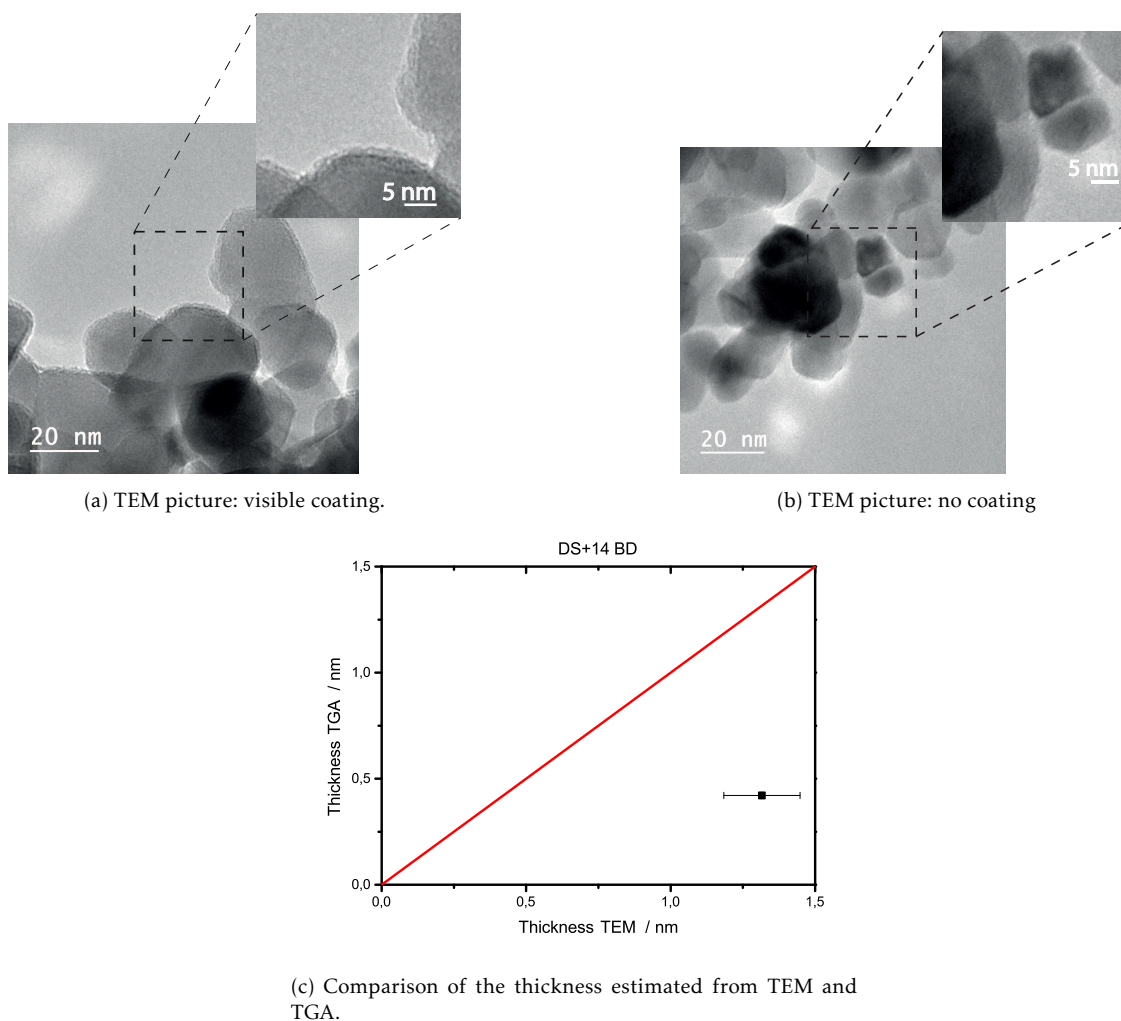 5 nm
20 nm
5 nm
20 nm
(a) TEM picture: visible coating.
(b) TEM picture: no coating
DS+14 BD
1,5
1,0
0,5
0,0
Thickness TGA / nm
0,0 0,5 1,0 1,5
Thickness TEM / nm
(c) Comparison of the thickness estimated from TEM and
TGA.